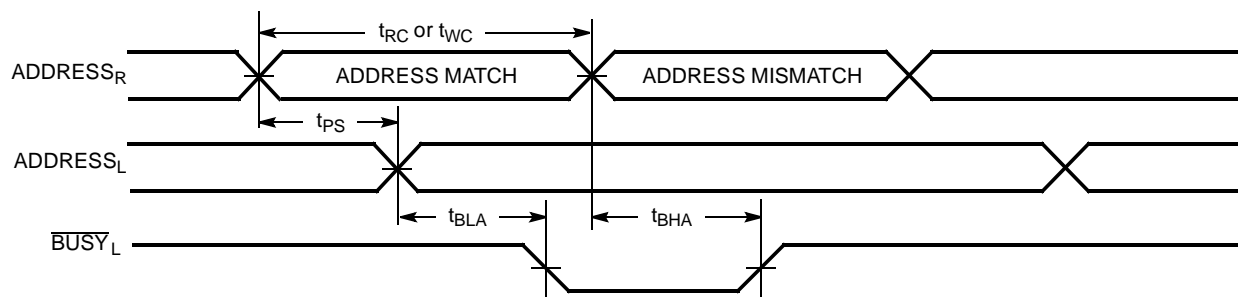 tRC or tWC
ADDRESSR
ADDRESS MATCH
ADDRESS MISMATCH
tPS
ADDRESSL
tBLA
tBHA
BUSYL